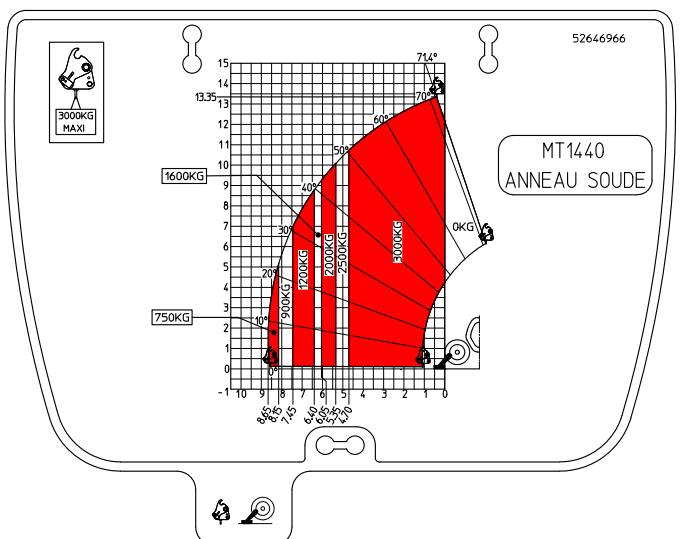 52646966
3000KG
MAXI
MT1440
ANNEAU SOUDE
71.4°
70°
60°
50°
40°
30°
20°
10°
0°
15
14
13.35
13
12
11
10
9
8
7
6
5
4
3
2
1
0
-1
1600KG
750KG
900KG
1200KG
2000KG
2500KG
3000KG
0KG
10 9 8 7 6 5 4 3 2 1 0
8.65
8.15
7.45
6.40
6.05
5.35
4.70